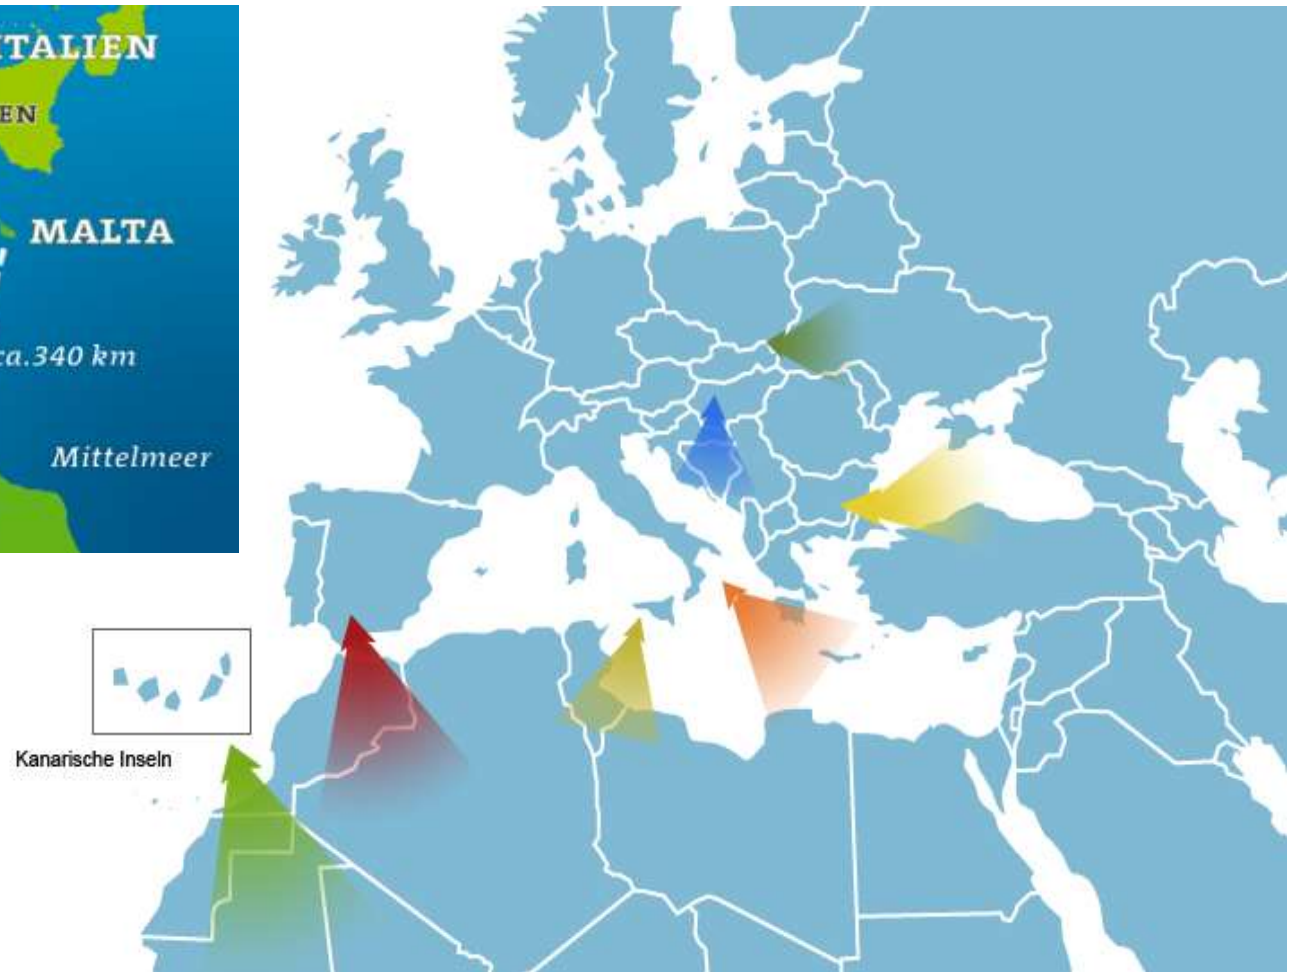 ITALIEN
EN
MALTA
ca.340 km
Mittelmeer
Kanarische Inseln